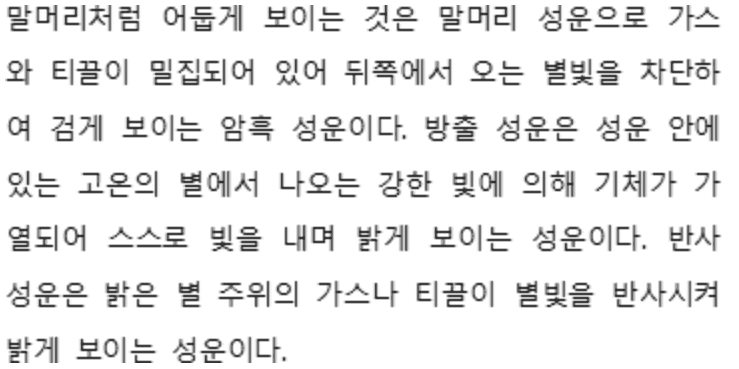 말머리처럼 어둡게 보이는 것은 말머리 성운으로 가스
와 티끌이 밀집되어 있어 뒤쪽에서 오는 별빛을 차단하
여 검게 보이는 암흑 성운이다. 방출 성운은 성운 안에
있는 고온의 별에서 나오는 강한 빛에 의해 기체가 가
열되어 스스로 빛을 내며 밝게 보이는 성운이다. 반사
성운은 밝은 별 주위의 가스나 티끌이 별빛을 반사시켜
밝게 보이는 성운이다.